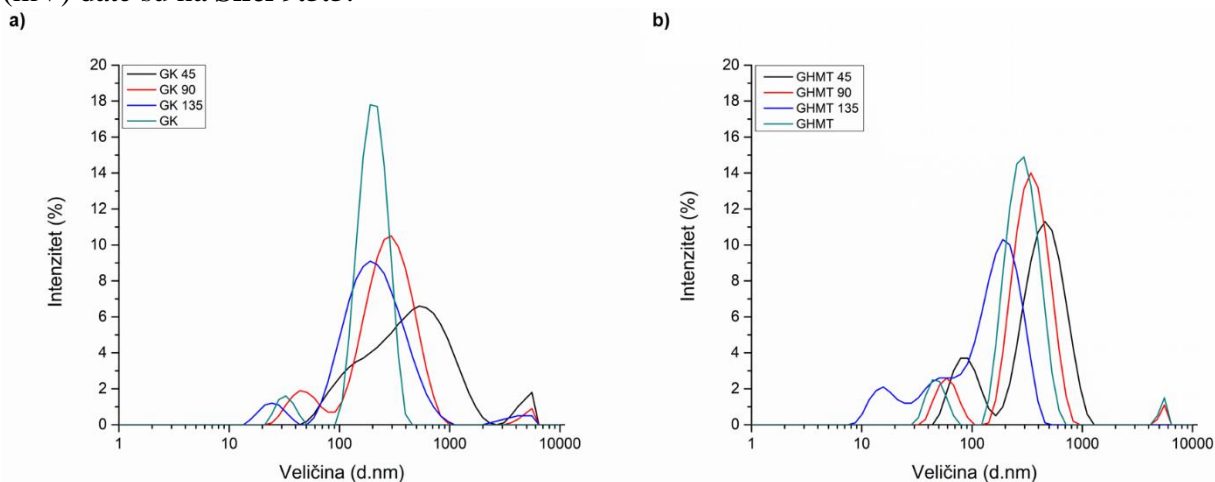 a)
20
18
16
14
12
10
8
6
4
2
0
Intenzitet (%)
GK 45
GK 90
GK 135
GK
1 10 100 1000 10000
Veličina (d.nm)
b)
20
18
16
14
12
10
8
6
4
2
0
Intenzitet (%)
GHMT 45
GHMT 90
GHMT 135
GHMT
1 10 100 1000 10000
Veličina (d.nm)